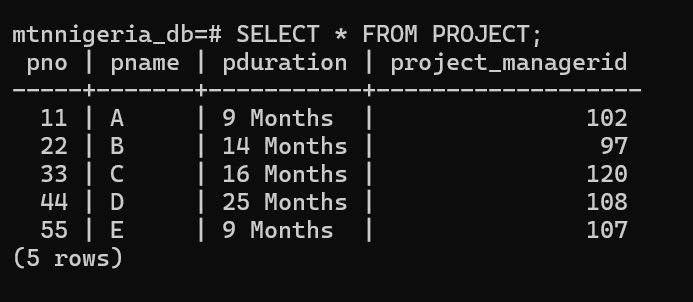 mtnnigeria_db=# SELECT * FROM PROJECT;
 pno | pname | pduration | project_managerid
-----+-------+-----------+-------------------
  11 | A     | 9 Months  |               102
  22 | B     | 14 Months |                97
  33 | C     | 16 Months |               120
  44 | D     | 25 Months |               108
  55 | E     | 9 Months  |               107
(5 rows)